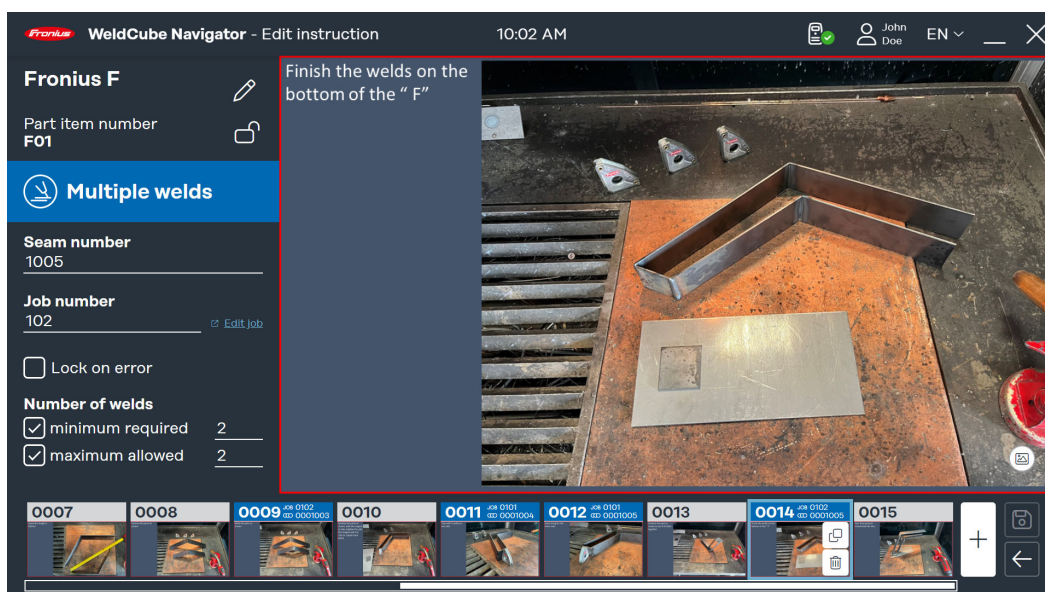 Fronius WeldCube Navigator - Edit instruction 10:02 AM John Doe EN
Fronius F
Part item number
F01
Multiple welds
Seam number
1005
Job number
102 Edit job
Lock on error
Number of welds
minimum required 2
maximum allowed 2
Finish the welds on the
bottom of the “ F”
0007
0008
0009 JOB 0102
0001003
0010
0011 JOB 0101
0001004
0012 JOB 0101
0001005
0013
0014 JOB 0102
0001005
0015